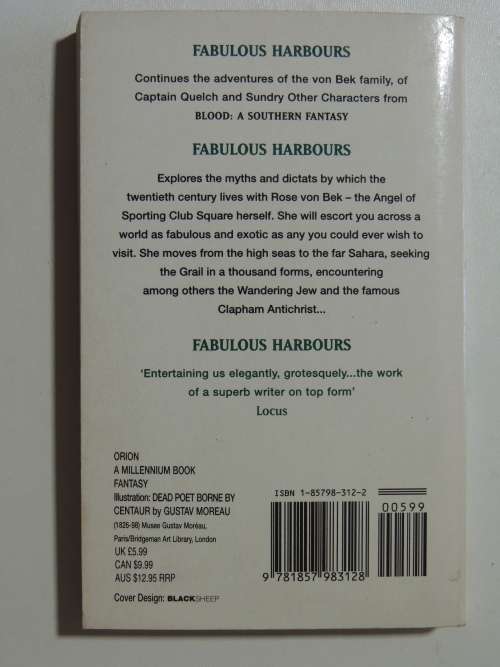 FABULOUS HARBOURS
Continues the adventures of the von Bek family, of
Captain Quelch and Sundry Other Characters from
BLOOD: A SOUTHERN FANTASY
FABULOUS HARBOURS
Explores the myths and dictats by which the
twentieth century lives with Rose von Bek – the Angel of
Sporting Club Square herself. She will escort you across a
world as fabulous and exotic as any you could ever wish to
visit. She moves from the high seas to the far Sahara, seeking
the Grail in a thousand forms, encountering
among others the Wandering Jew and the famous
Clapham Antichrist...
FABULOUS HARBOURS
'Entertaining us elegantly, grotesquely...the work
of a superb writer on top form'
Locus
ORION
A MILLENNIUM BOOK
FANTASY
Illustration: DEAD POET BORNE BY
CENTAUR by GUSTAV MOREAU
(1826-98) Musee Gustav Moreau,
Paris/Bridgeman Art Library, London
UK £5.99
CAN $9.99
AUS $12.95 RRP
Cover Design: BLACKSHEEP
ISBN 1-85798-312-2
00599
9 781857 983128